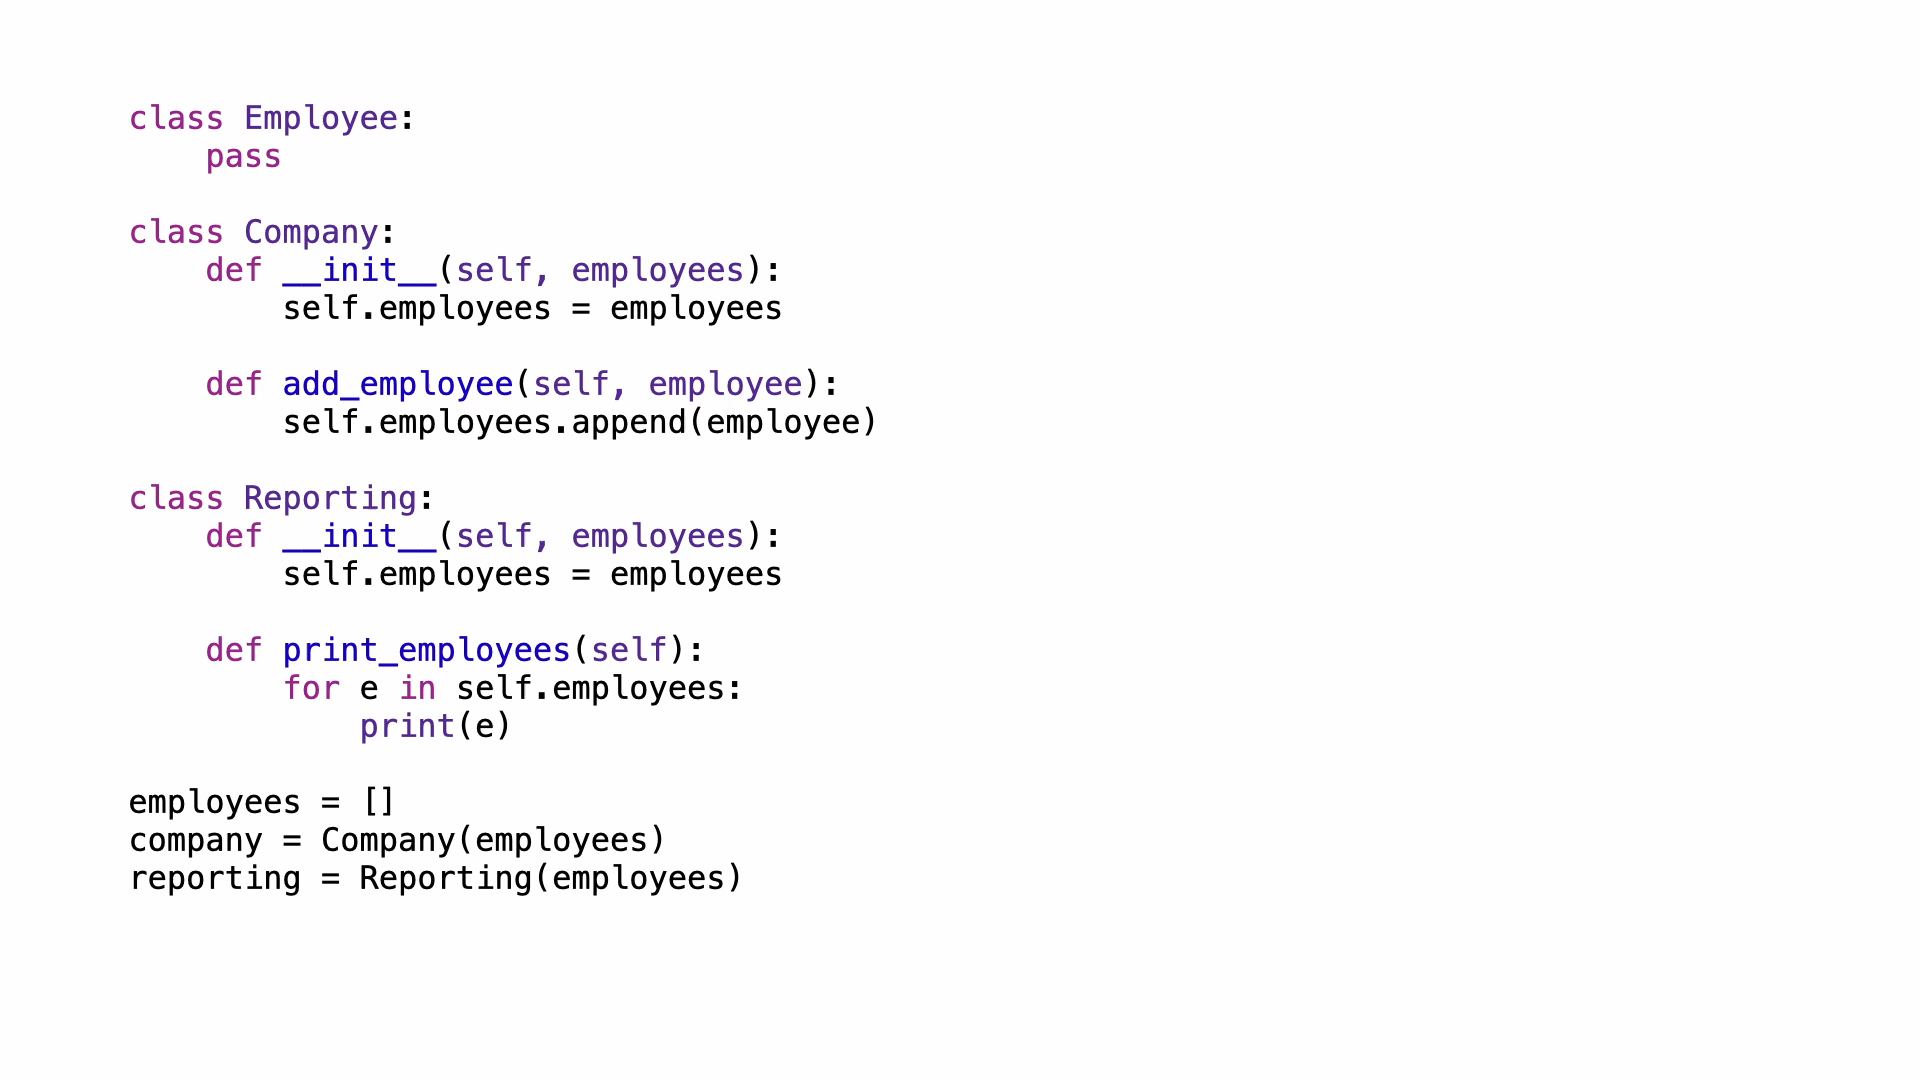 class Employee:
    pass

class Company:
    def __init__(self, employees):
        self.employees = employees

    def add_employee(self, employee):
        self.employees.append(employee)

class Reporting:
    def __init__(self, employees):
        self.employees = employees

    def print_employees(self):
        for e in self.employees:
            print(e)

employees = []
company = Company(employees)
reporting = Reporting(employees)